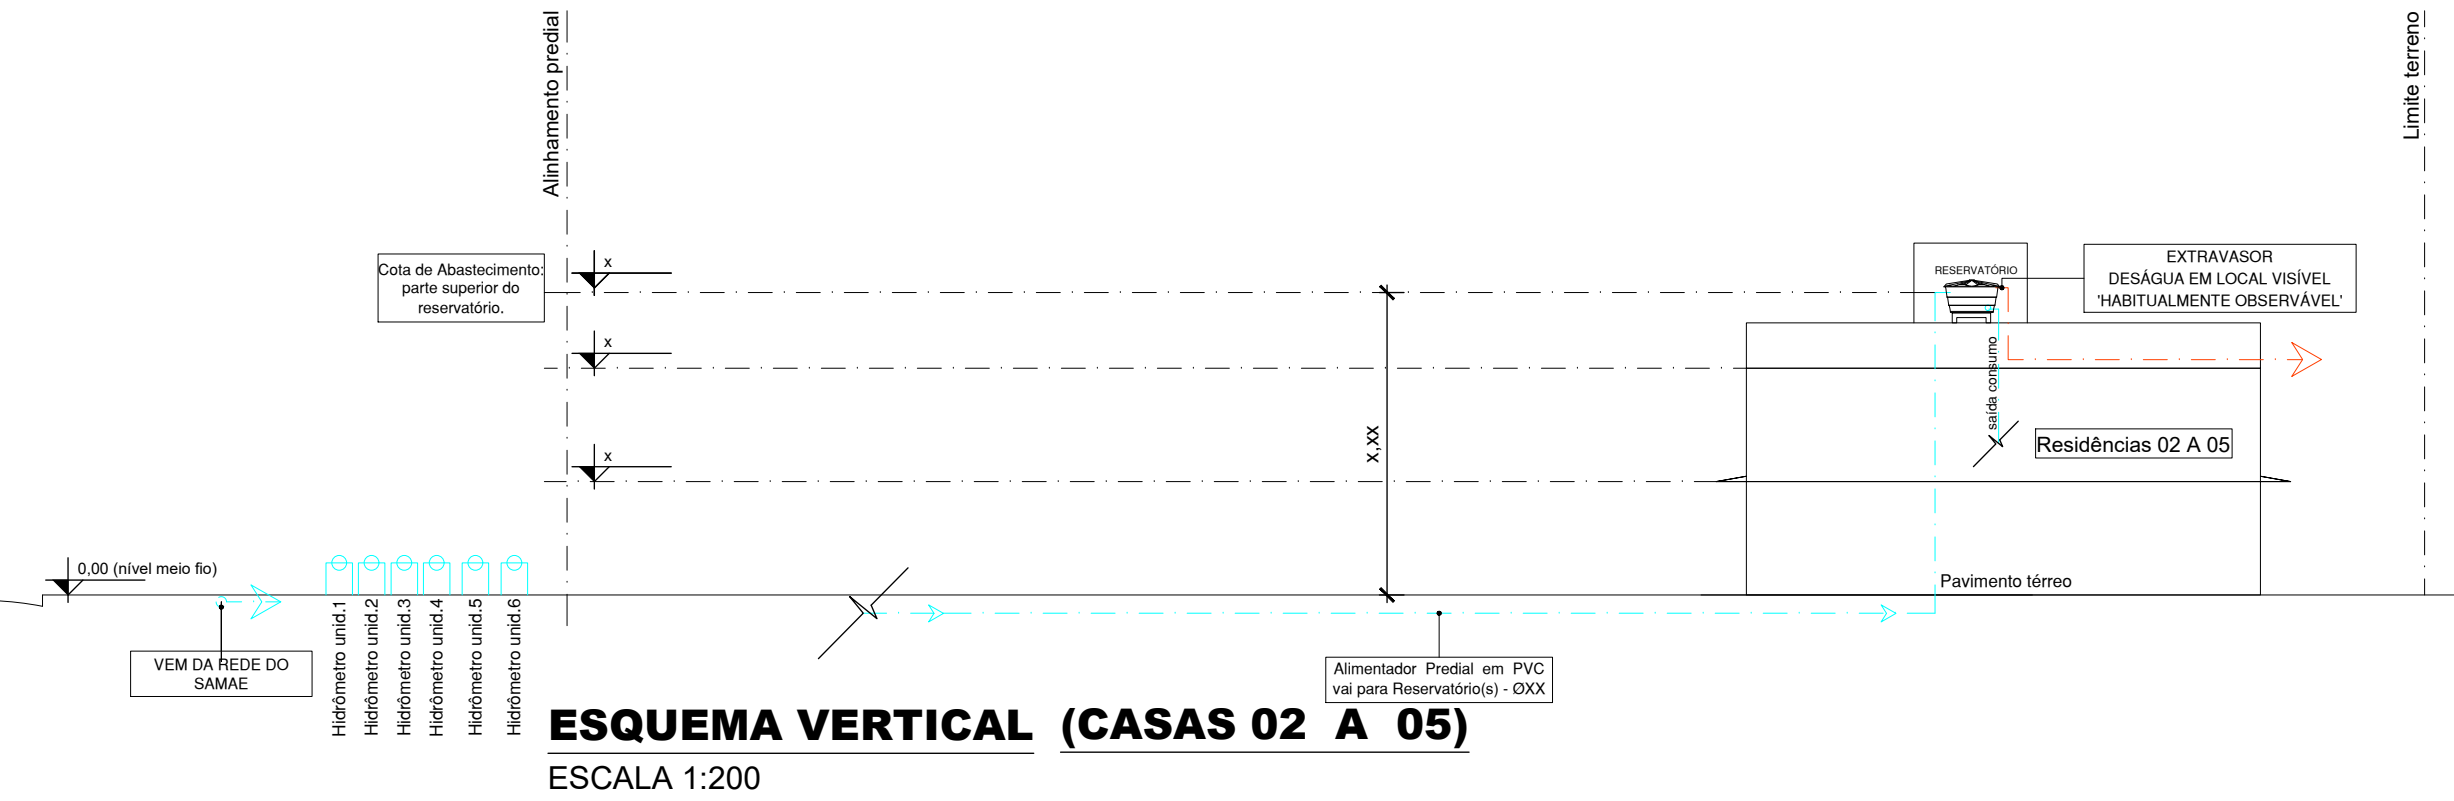 Alinhamento predial
Limite terreno
Cota de Abastecimento:
parte superior do
reservatório.
x
x
x
x,xx
RESERVATÓRIO
EXTRAVASOR
DESÁGUA EM LOCAL VISÍVEL
'HABITUALMENTE OBSERVÁVEL'
saída consumo
Residências 02 A 05
Pavimento térreo
0,00 (nível meio fio)
VEM DA REDE DO
SAMAE
Hidrômetro unid.1
Hidrômetro unid.2
Hidrômetro unid.3
Hidrômetro unid.4
Hidrômetro unid.5
Hidrômetro unid.6
Alimentador Predial em PVC
vai para Reservatório(s) - ØXX
ESQUEMA VERTICAL (CASAS 02 A 05)
ESCALA 1:200